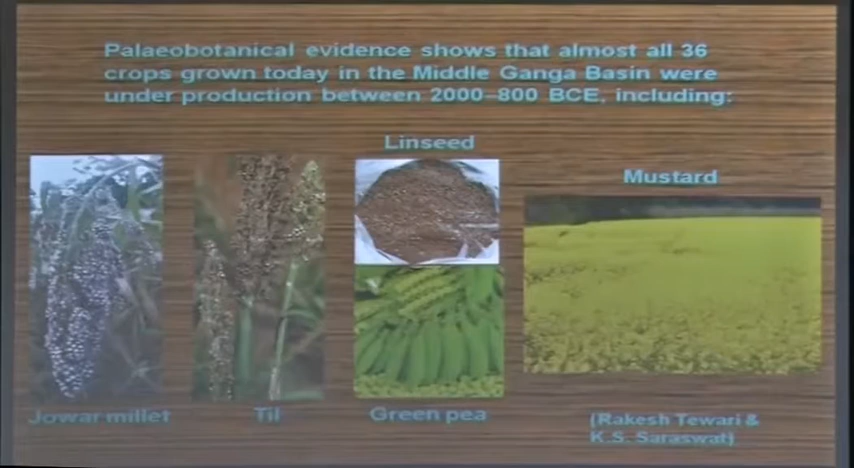 Palaeobotanical evidence shows that almost all 36
crops grown today in the Middle Ganga Basin were
under production between 2000–800 BCE, including:
Linseed
Mustard
Jowar millet
Til
Green pea
(Rakesh Tewari &
K.S. Saraswat)